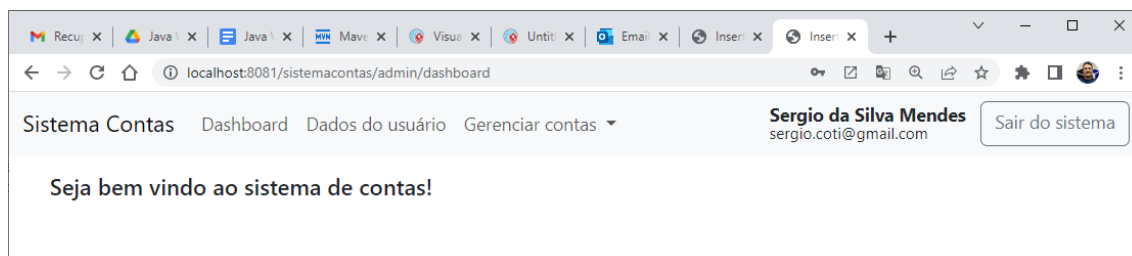 Recup Java \ Java \ Mave Visua Untitl Email Insert Insert
localhost:8081/sistemacontas/admin/dashboard
Sistema Contas Dashboard Dados do usuário Gerenciar contas Sergio da Silva Mendes Sair do sistema
sergio.coti@gmail.com
Seja bem vindo ao sistema de contas!